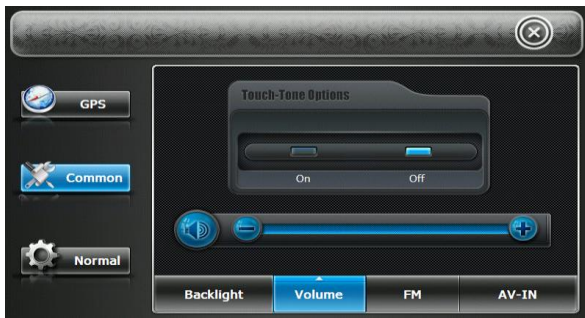 GPS
Common
Normal
Touch-Tone Options
On Off
Backlight Volume FM AV-IN